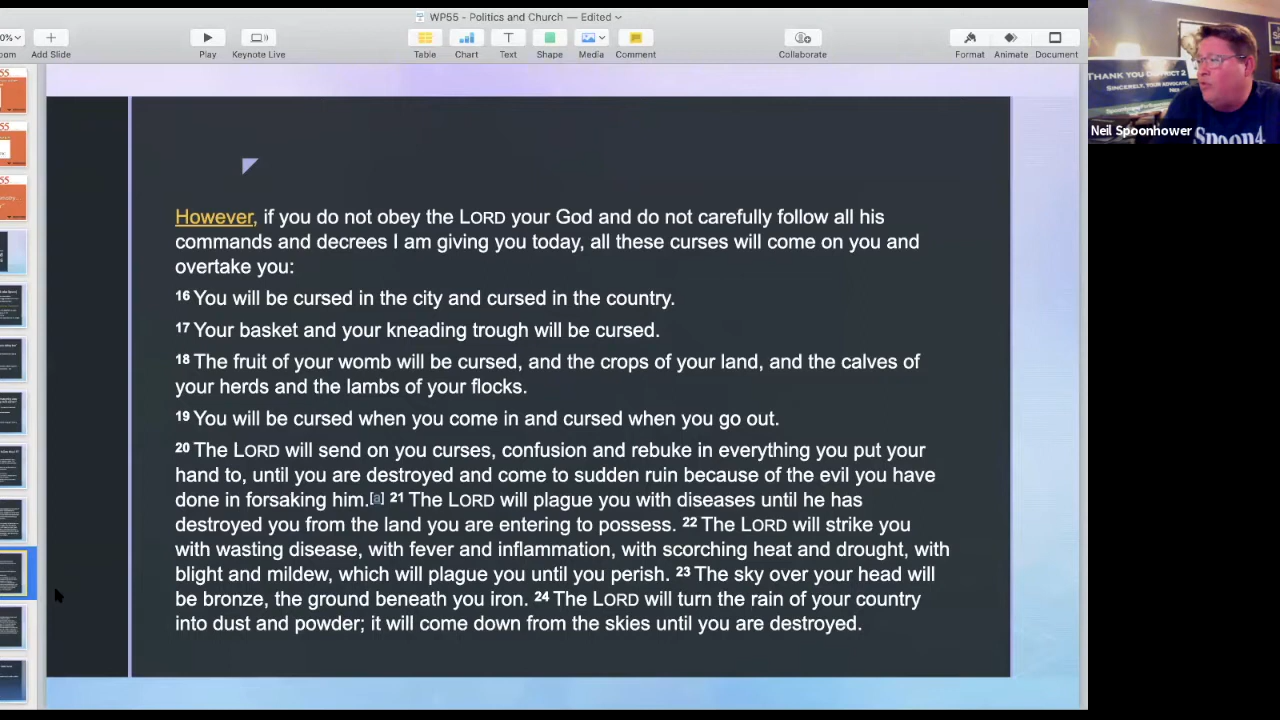 WP55 - Politics and Church — Edited
0%
Add Slide
Play
Keynote Live
Table
Chart
Text
Shape
Media
Comment
Collaborate
Format
Animate
Document
55
55
55
THANK YOU DISTRICT 2
SINCERELY, YOUR ADVOCATE,
Neil Spoonhower
Spoon4
However, if you do not obey the LORD your God and do not carefully follow all his
commands and decrees I am giving you today, all these curses will come on you and
overtake you:
16 You will be cursed in the city and cursed in the country.
17 Your basket and your kneading trough will be cursed.
18 The fruit of your womb will be cursed, and the crops of your land, and the calves of
your herds and the lambs of your flocks.
19 You will be cursed when you come in and cursed when you go out.
20 The LORD will send on you curses, confusion and rebuke in everything you put your
hand to, until you are destroyed and come to sudden ruin because of the evil you have
done in forsaking him.[a] 21 The LORD will plague you with diseases until he has
destroyed you from the land you are entering to possess. 22 The LORD will strike you
with wasting disease, with fever and inflammation, with scorching heat and drought, with
blight and mildew, which will plague you until you perish. 23 The sky over your head will
be bronze, the ground beneath you iron. 24 The LORD will turn the rain of your country
into dust and powder; it will come down from the skies until you are destroyed.